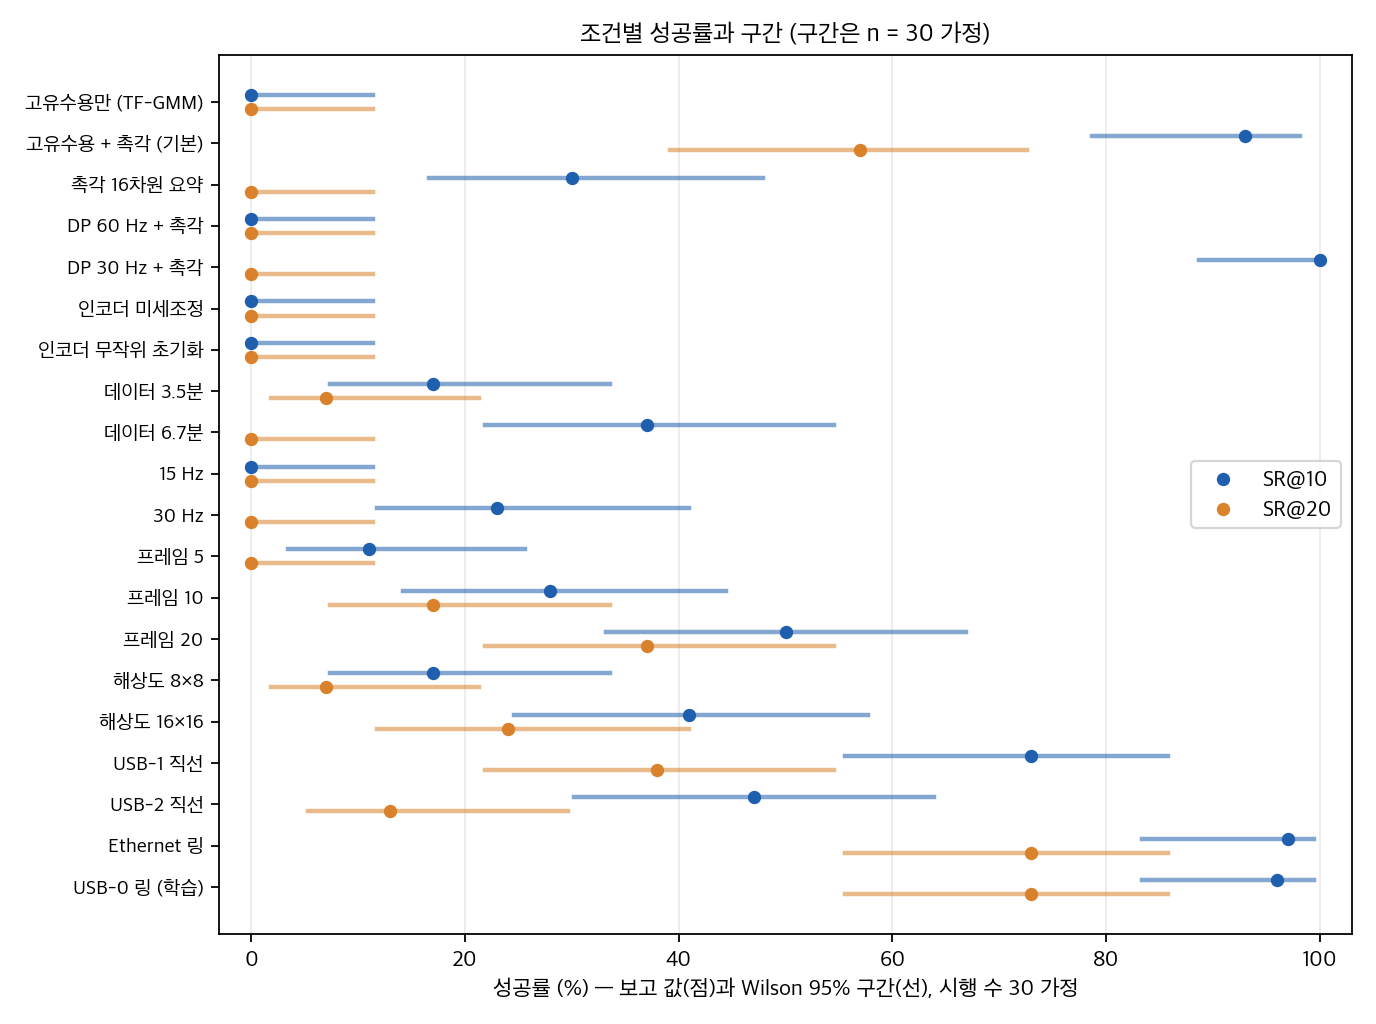 조건별 성공률과 구간 (구간은 n = 30 가정)
고유수용만 (TF-GMM)
고유수용 + 촉각 (기본)
촉각 16차원 요약
DP 60 Hz + 촉각
DP 30 Hz + 촉각
인코더 미세조정
인코더 무작위 초기화
데이터 3.5분
데이터 6.7분
15 Hz
30 Hz
프레임 5
프레임 10
프레임 20
해상도 8×8
해상도 16×16
USB-1 직선
USB-2 직선
Ethernet 링
USB-0 링 (학습)
SR@10
SR@20
0 20 40 60 80 100
성공률 (%) — 보고 값(점)과 Wilson 95% 구간(선), 시행 수 30 가정